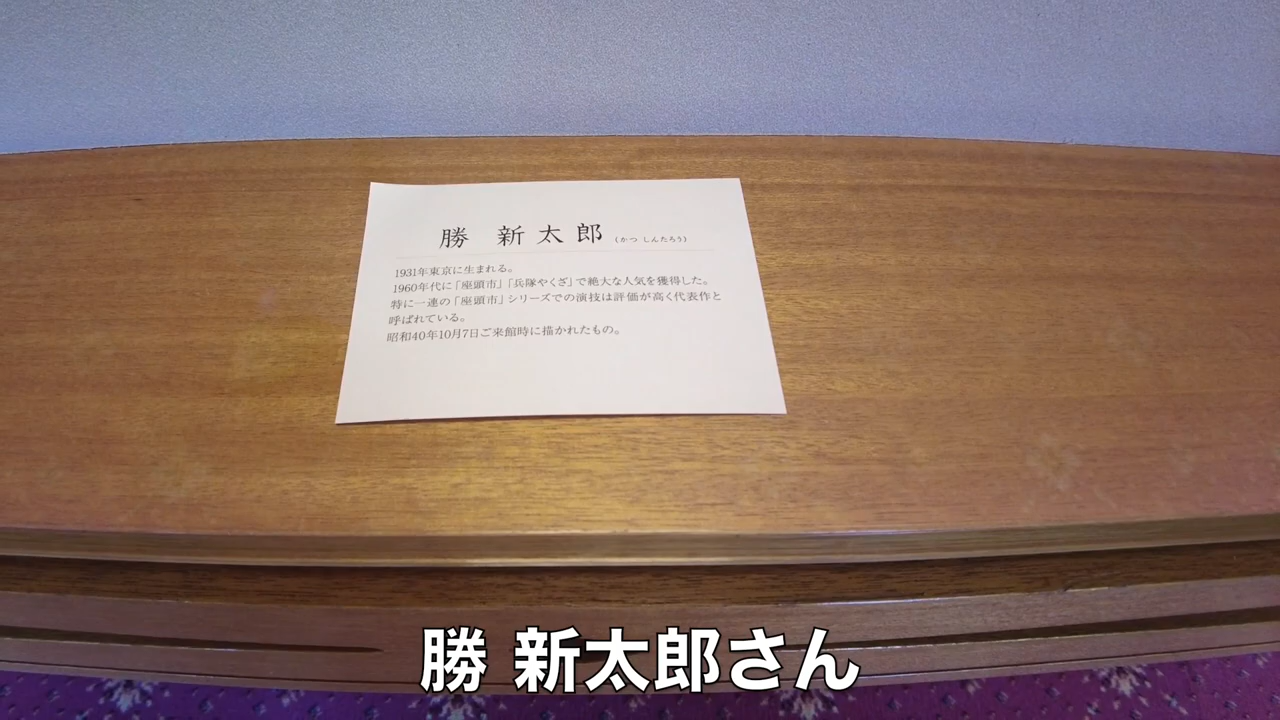 勝 新太郎 (かつ しんたろう)
1931年東京に生まれる。
1960年代に「座頭市」「兵隊やくざ」で絶大な人気を獲得した。
特に一連の「座頭市」シリーズでの演技は評価が高く代表作と
呼ばれている。
昭和40年10月7日ご来館時に描かれたもの。
勝 新太郎さん